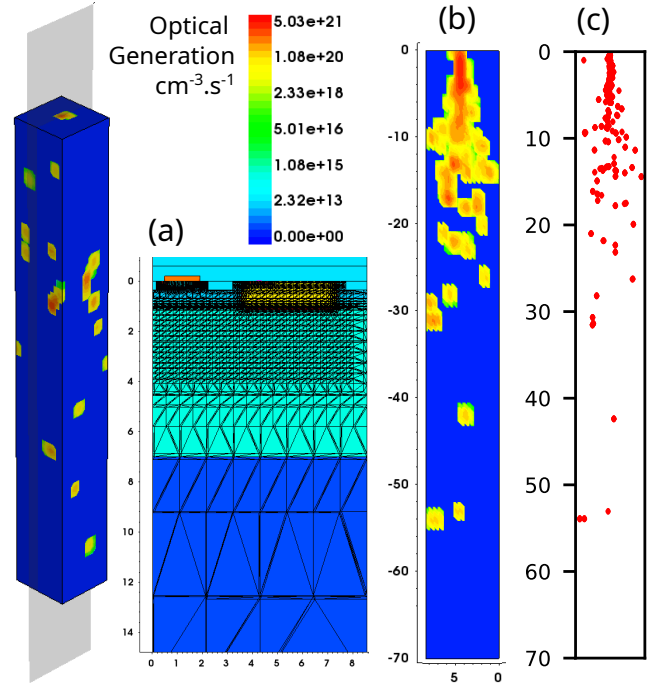 Optical
Generation
cm⁻³.s⁻¹
5.03e+21
1.08e+20
2.33e+18
5.01e+16
1.08e+15
2.32e+13
0.00e+00
(a)
0
2
4
6
8
10
12
14
0 1 2 3 4 5 6 7 8
(b)
0
-10
-20
-30
-40
-50
-60
-70
5 0
(c)
0
10
20
30
40
50
60
70